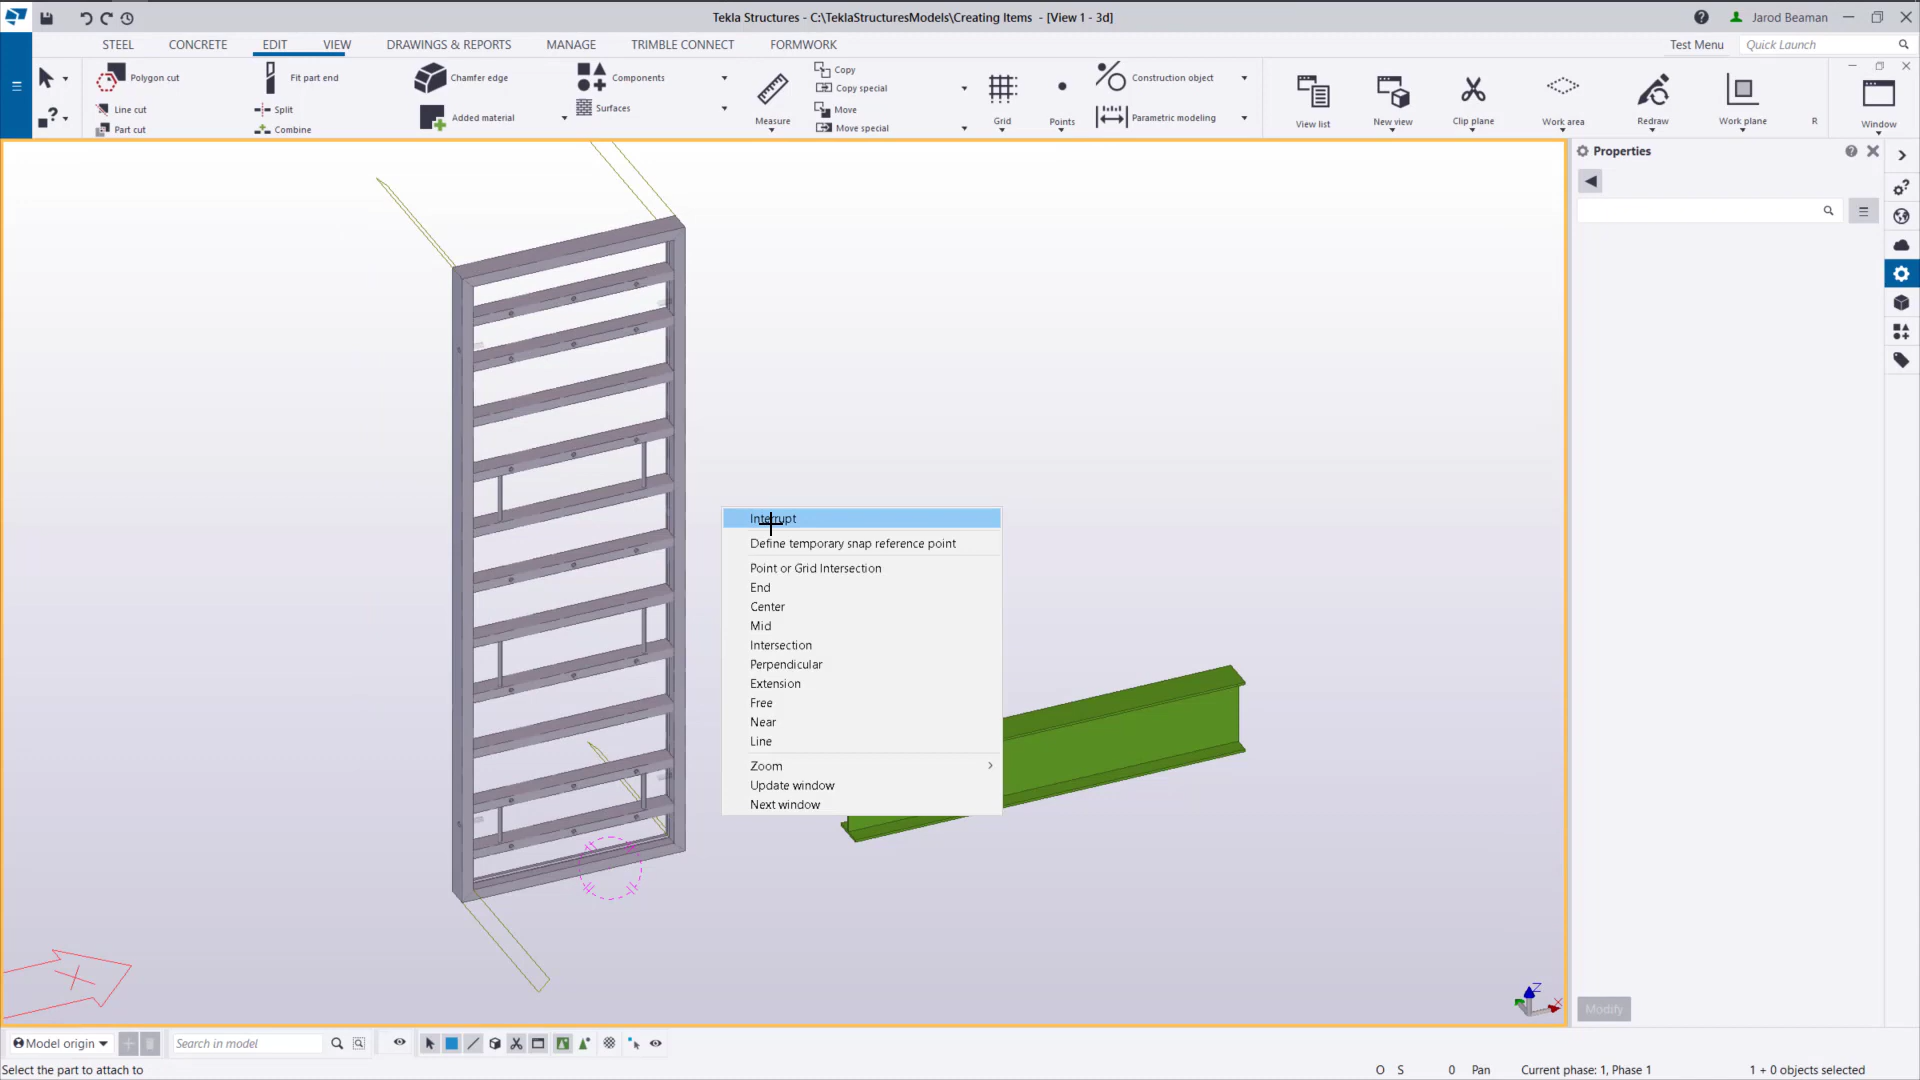 Tekla Structures - C:\TeklaStructuresModels\Creating Items - [View 1 - 3d]
Jarod Beaman
STEEL
CONCRETE
EDIT
VIEW
DRAWINGS & REPORTS
MANAGE
TRIMBLE CONNECT
FORMWORK
Test Menu
Quick Launch
Polygon cut
Line cut
Part cut
Fit part end
Split
Combine
Chamfer edge
Added material
Components
Surfaces
Measure
Copy
Copy special
Move
Move special
Grid
Points
Construction object
Parametric modeling
View list
New view
Clip plane
Work area
Redraw
Work plane
R
Window
Properties
Interrupt
Define temporary snap reference point
Point or Grid Intersection
End
Center
Mid
Intersection
Perpendicular
Extension
Free
Near
Line
Zoom
Update window
Next window
Z
X
Modify
Model origin
Search in model
Select the part to attach to
O
S
0
Pan
Current phase: 1, Phase 1
1 + 0 objects selected